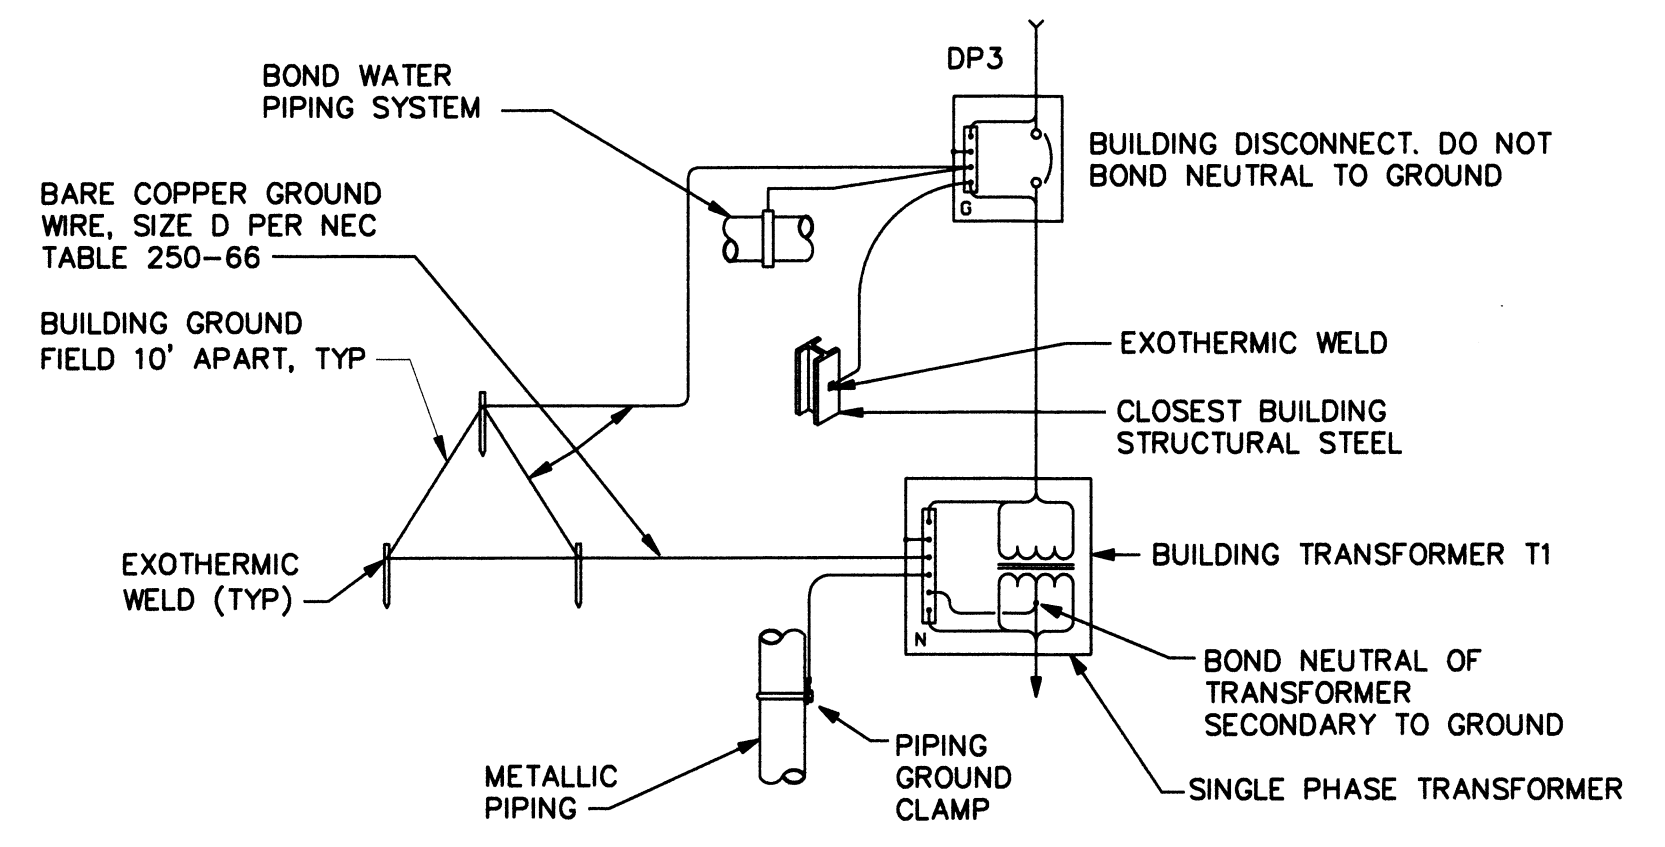 DP3
BOND WATER
PIPING SYSTEM
BUILDING DISCONNECT. DO NOT
BOND NEUTRAL TO GROUND
BARE COPPER GROUND
WIRE, SIZE D PER NEC
TABLE 250-66
G
BUILDING GROUND
FIELD 10' APART, TYP
EXOTHERMIC WELD
CLOSEST BUILDING
STRUCTURAL STEEL
EXOTHERMIC
WELD (TYP)
BUILDING TRANSFORMER T1
N
BOND NEUTRAL OF
TRANSFORMER
SECONDARY TO GROUND
PIPING
GROUND
CLAMP
METALLIC
PIPING
SINGLE PHASE TRANSFORMER